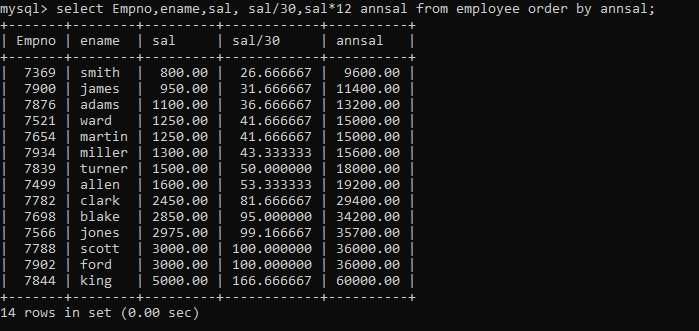 mysql> select Empno,ename,sal, sal/30,sal*12 annsal from employee order by annsal;
+-------+--------+---------+------------+----------+
| Empno | ename  | sal     | sal/30     | annsal   |
+-------+--------+---------+------------+----------+
|  7369 | smith  |  800.00 |  26.666667 |  9600.00 |
|  7900 | james  |  950.00 |  31.666667 | 11400.00 |
|  7876 | adams  | 1100.00 |  36.666667 | 13200.00 |
|  7521 | ward   | 1250.00 |  41.666667 | 15000.00 |
|  7654 | martin | 1250.00 |  41.666667 | 15000.00 |
|  7934 | miller | 1300.00 |  43.333333 | 15600.00 |
|  7839 | turner | 1500.00 |  50.000000 | 18000.00 |
|  7499 | allen  | 1600.00 |  53.333333 | 19200.00 |
|  7782 | clark  | 2450.00 |  81.666667 | 29400.00 |
|  7698 | blake  | 2850.00 |  95.000000 | 34200.00 |
|  7566 | jones  | 2975.00 |  99.166667 | 35700.00 |
|  7788 | scott  | 3000.00 | 100.000000 | 36000.00 |
|  7902 | ford   | 3000.00 | 100.000000 | 36000.00 |
|  7844 | king   | 5000.00 | 166.666667 | 60000.00 |
+-------+--------+---------+------------+----------+
14 rows in set (0.00 sec)